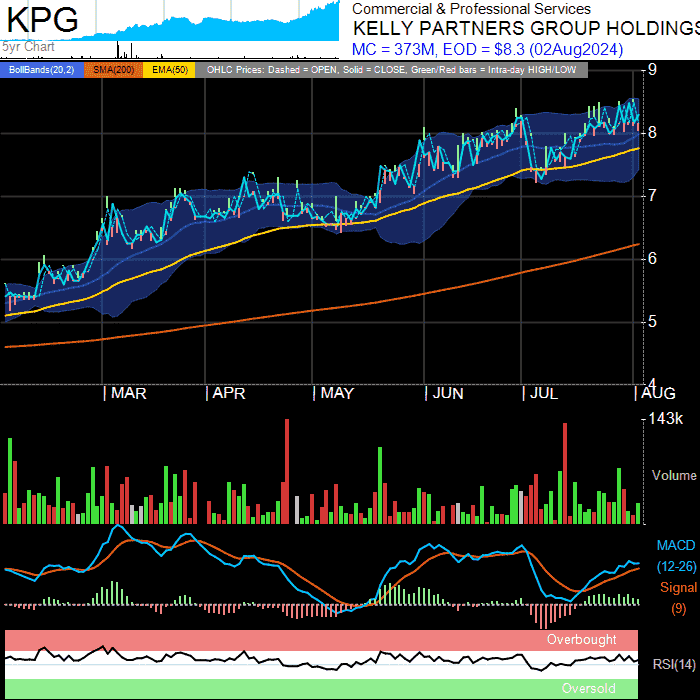 KPG
5yr Chart
Commercial & Professional Services
KELLY PARTNERS GROUP HOLDINGS
MC = 373M, EOD = $8.3 (02Aug2024)
BollBands(20,2) SMA(200) EMA(50) OHLC Prices: Dashed = OPEN, Solid = CLOSE, Green/Red bars = Intra-day HIGH/LOW
9
8
7
6
5
4
MAR APR MAY JUN JUL AUG
143k
Volume
MACD
(12-26)
Signal
(9)
Overbought
RSI(14)
Oversold